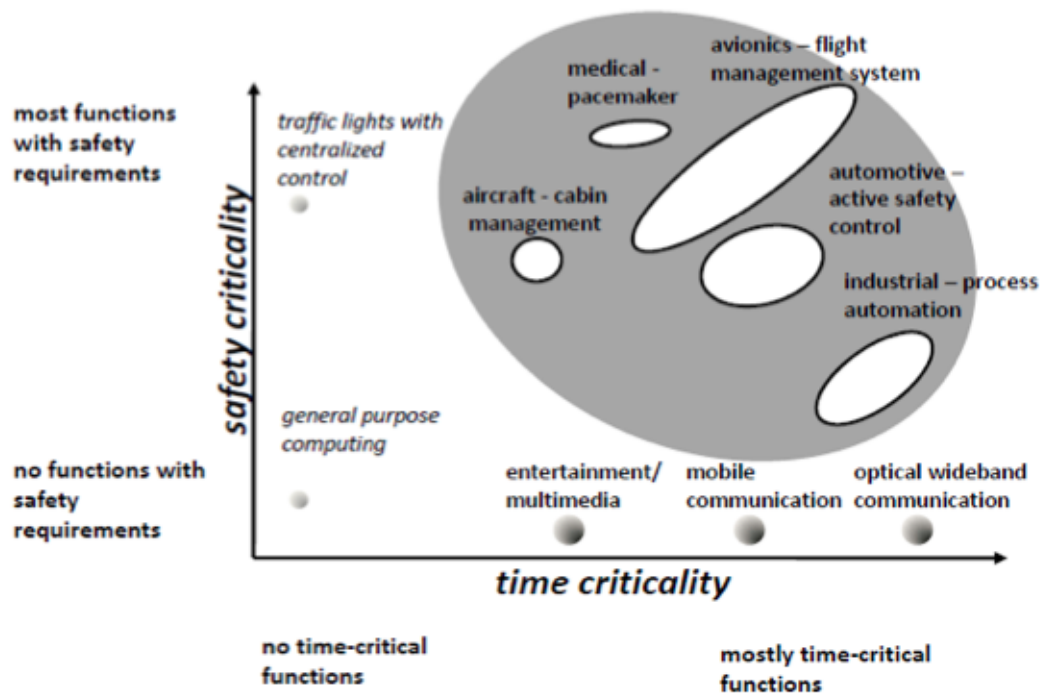 most functions
with safety
requirements
traffic lights with
centralized
control
medical -
pacemaker
avionics – flight
management system
aircraft - cabin
management
automotive –
active safety
control
industrial – process
automation
safety criticality
general purpose
computing
no functions with
safety
requirements
entertainment/
multimedia
mobile
communication
optical wideband
communication
time criticality
no time-critical
functions
mostly time-critical
functions